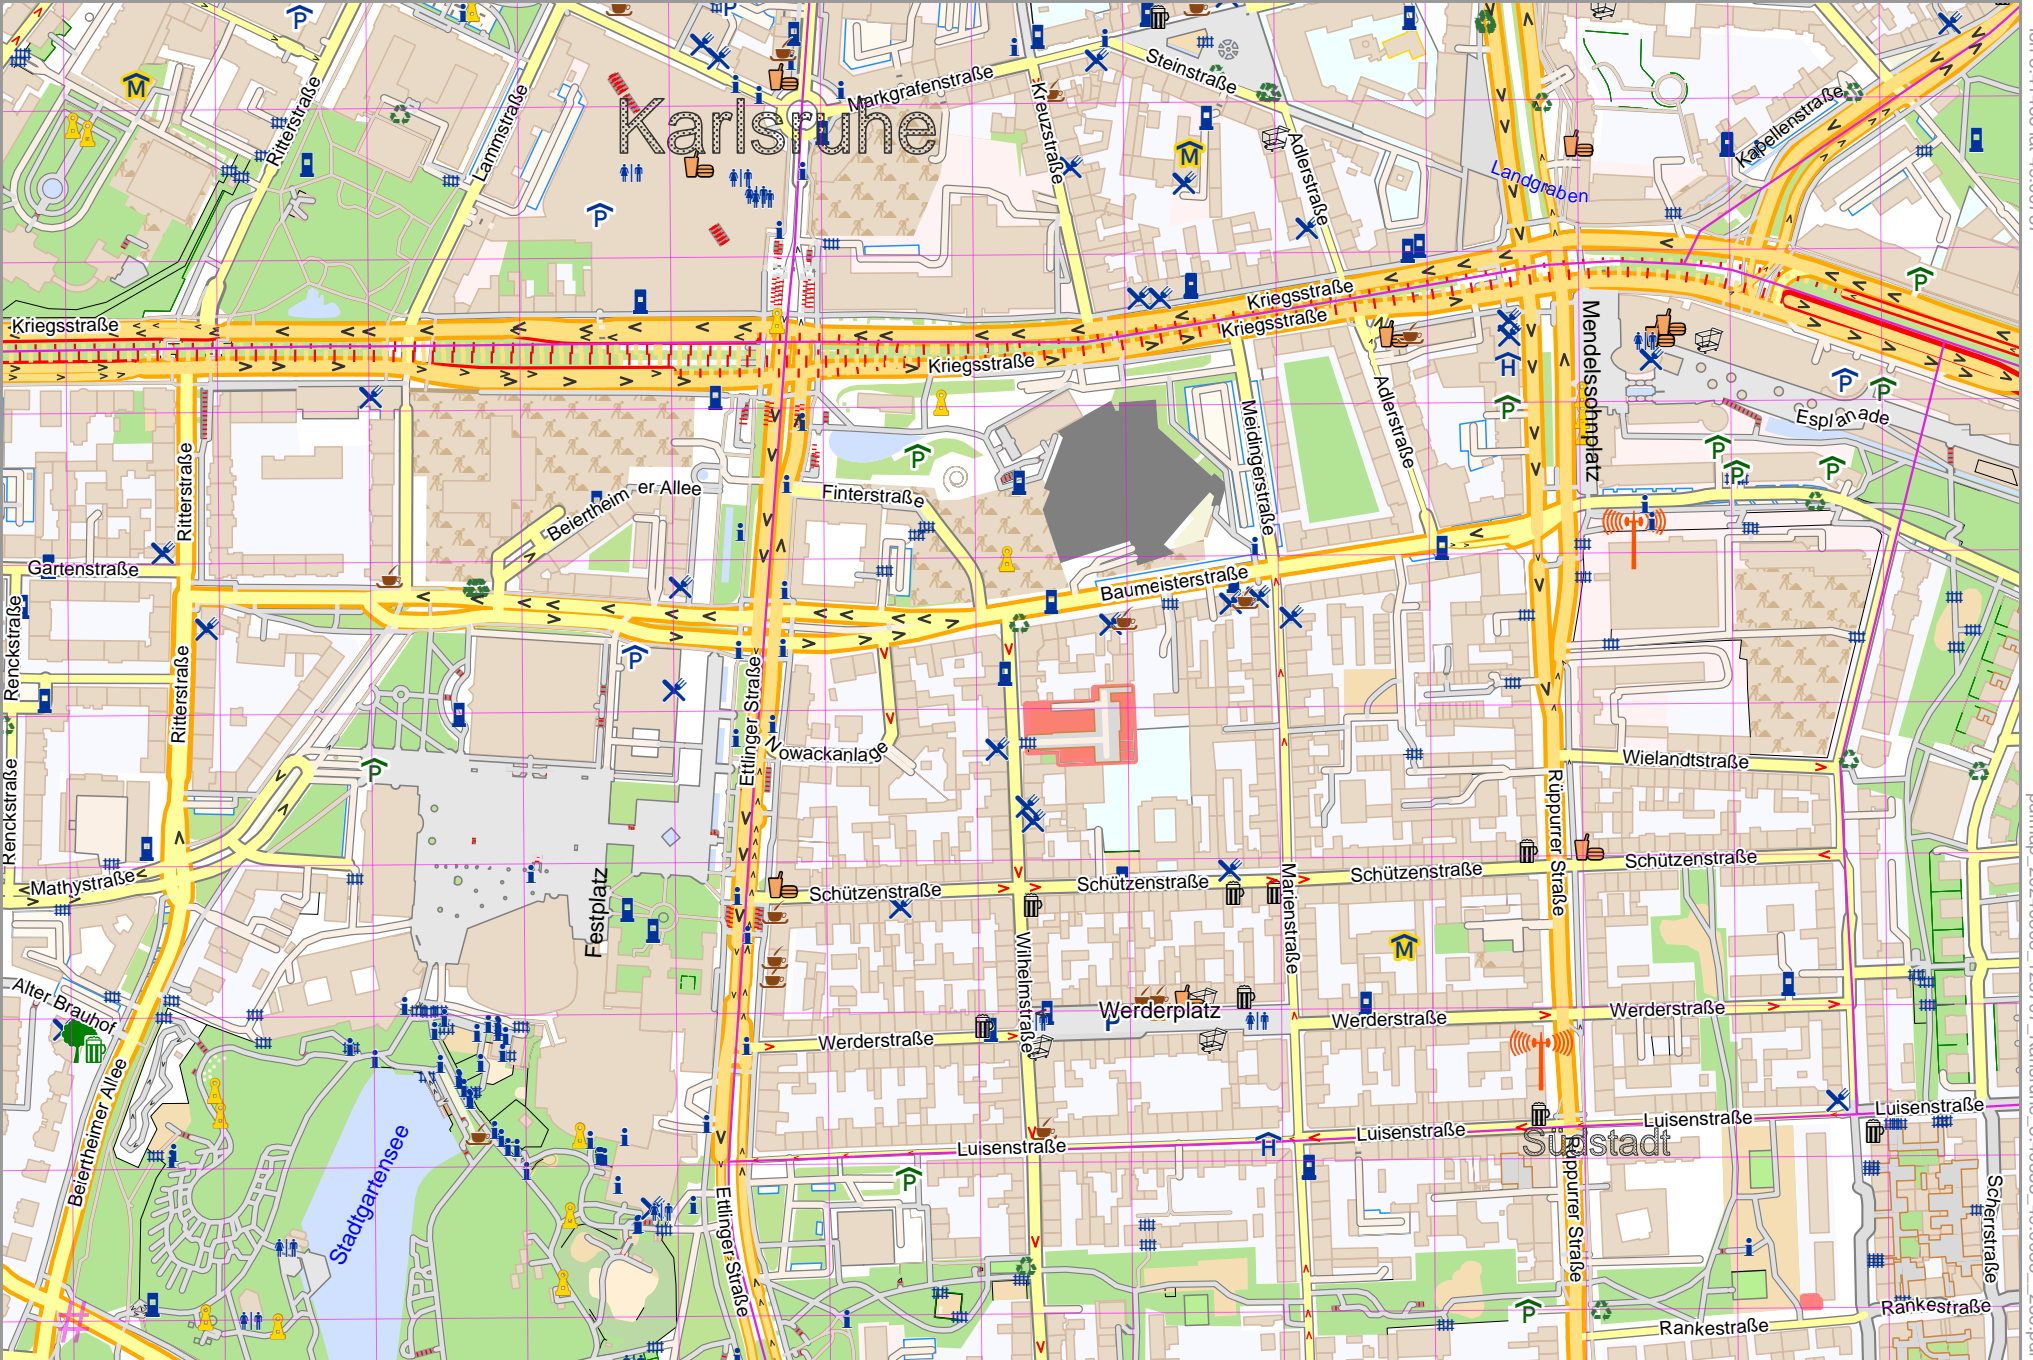 Karlsruhe
Markgrafenstraße
Steinstraße
Kreuzstraße
Adlerstraße
Landgraben
Kapellenstraße
Ritterstraße
Lammstraße
Kriegsstraße
Kriegsstraße
Kriegsstraße
Kriegsstraße
Mendelssohnplatz
Esplanade
Adlerstraße
Meidingerstraße
Ritterstraße
Beiertheimer Allee
Finterstraße
Gartenstraße
Baumeisterstraße
Renckstraße
Ritterstraße
Ettlinger Straße
Nowackanlage
Wielandtstraße
Renckstraße
Rüppurrer Straße
Mathystraße
Festplatz
Schützenstraße
Schützenstraße
Schützenstraße
Schützenstraße
Marienstraße
Wilhelmstraße
Alter Brauhof
Werderplatz
Werderstraße
Werderstraße
Werderstraße
Beiertheimer Allee
Stadtgartensee
Luisenstraße
Luisenstraße
Luisenstraße
Luisenstraße
Südstadt
Ettlinger Straße
Rüppurrer Straße
Scherrstraße
Rankestraße
Rankestraße